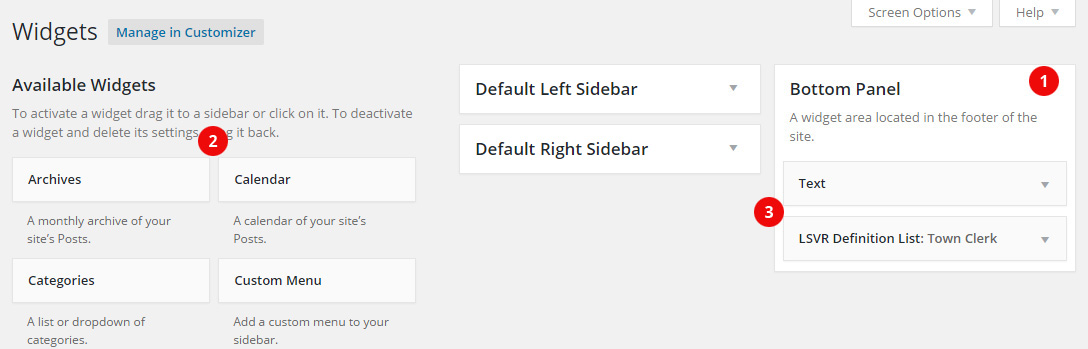 Screen Options
Help
Widgets
Manage in Customizer
Available Widgets
To activate a widget drag it to a sidebar or click on it. To deactivate
a widget and delete its settings it back.
2
Archives
Calendar
A monthly archive of your
site's Posts.
A calendar of your site's
Posts.
Categories
Custom Menu
A list or dropdown of
categories.
Add a custom menu to your
sidebar.
Default Left Sidebar
Default Right Sidebar
1
Bottom Panel
A widget area located in the footer of the
site.
Text
3
LSVR Definition List: Town Clerk